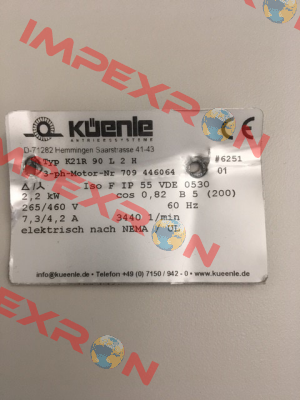 IMPEXRON
küenle
ANTRIEBSSYSTEME
D-71282 Hemmingen Saarstrasse 41-43
CE
Typ K21R 90 L 2 H #6251
3-ph-Motor-Nr 709 446064 01
Δ/⅄ Iso F IP 55 VDE 0530
2,2 kW cos 0,82 B 5 (200)
265/460 V 60 Hz
7,3/4,2 A 3440 1/min
elektrisch nach NEMA / UL
info@kueenle.de • Telefon +49 (0) 7150 / 942 - 0 • www.kueenle.de
IMPEXRON